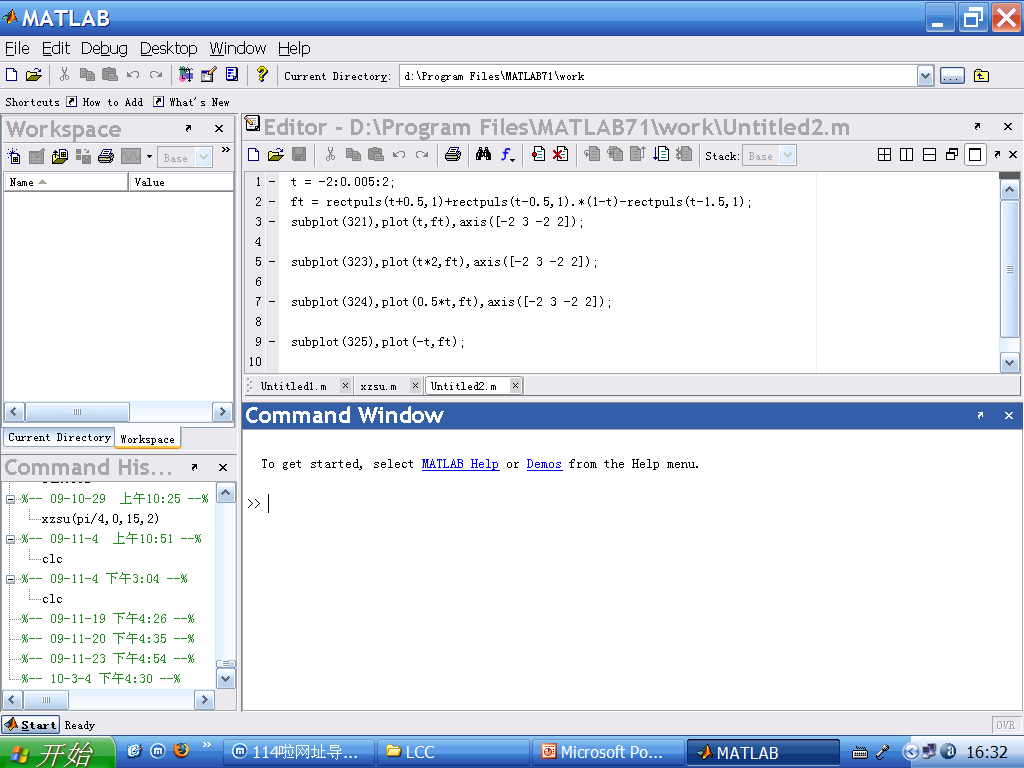 MATLAB
File Edit Debug Desktop Window Help
Current Directory: d:\Program Files\MATLAB71\work ...
Shortcuts How to Add What's New
Workspace
Base
Name Value
Current Directory Workspace
Editor - D:\Program Files\MATLAB71\work\Untitled2.m
Stack: Base
1 - t = -2:0.005:2;
2 - ft = rectpuls(t+0.5,1)+rectpuls(t-0.5,1).*(1-t)-rectpuls(t-1.5,1);
3 - subplot(321),plot(t,ft),axis([-2 3 -2 2]);
4
5 - subplot(323),plot(t*2,ft),axis([-2 3 -2 2]);
6
7 - subplot(324),plot(0.5*t,ft),axis([-2 3 -2 2]);
8
9 - subplot(325),plot(-t,ft);
10
Untitled1.m xzsu.m Untitled2.m
Command His...
%-- 09-10-29 上午10:25 --%
xzsu(pi/4,0,15,2)
%-- 09-11-4 上午10:51 --%
clc
%-- 09-11-4 下午3:04 --%
clc
%-- 09-11-19 下午4:26 --%
%-- 09-11-20 下午4:35 --%
%-- 09-11-23 下午4:54 --%
%-- 10-3-4 下午4:30 --%
Command Window
To get started, select MATLAB Help or Demos from the Help menu.
>>
Start Ready
OVR
开始 114啦网址导... LCC Microsoft Po... MATLAB 16:32